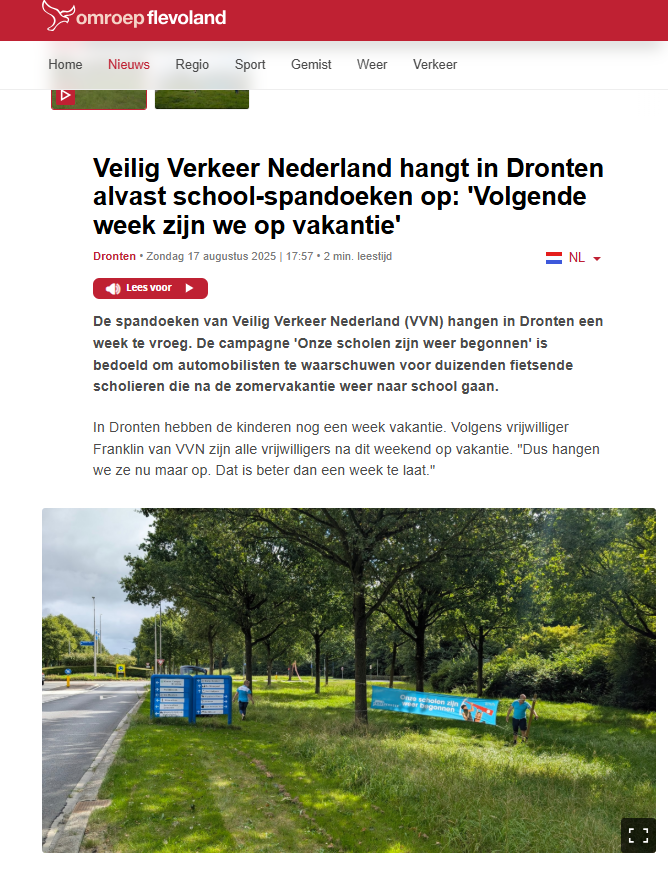 omroep flevoland
Home Nieuws Regio Sport Gemist Weer Verkeer
Veilig Verkeer Nederland hangt in Dronten
alvast school-spandoeken op: 'Volgende
week zijn we op vakantie'
Dronten • Zondag 17 augustus 2025 | 17:57 • 2 min. leestijd
NL
Lees voor
De spandoeken van Veilig Verkeer Nederland (VVN) hangen in Dronten een
week te vroeg. De campagne 'Onze scholen zijn weer begonnen' is
bedoeld om automobilisten te waarschuwen voor duizenden fietsende
scholieren die na de zomervakantie weer naar school gaan.
In Dronten hebben de kinderen nog een week vakantie. Volgens vrijwilliger
Franklin van VVN zijn alle vrijwilligers na dit weekend op vakantie. "Dus hangen
we ze nu maar op. Dat is beter dan een week te laat."
Onze scholen zijn
weer begonnen